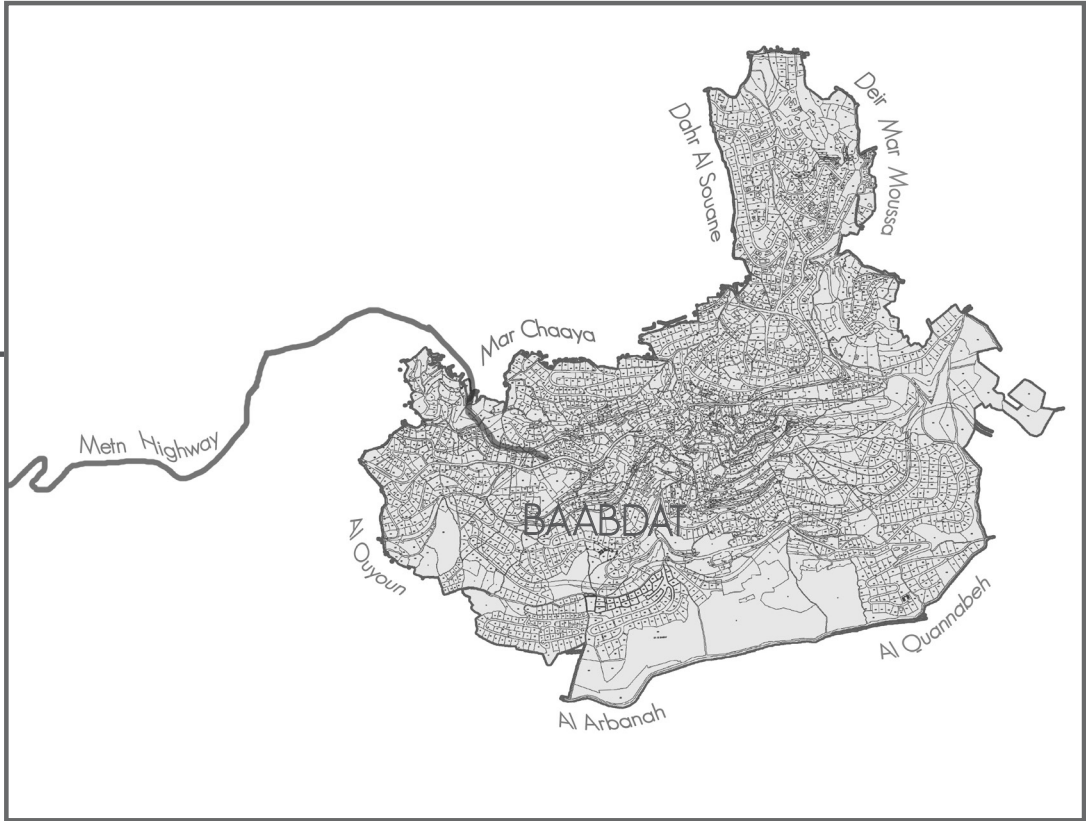 Deir Mar Moussa
Dahr Al Souane
Mar Chaaya
Metn Highway
BAABDAT
Al Ouyoun
Al Quannabeh
Al Arbanah